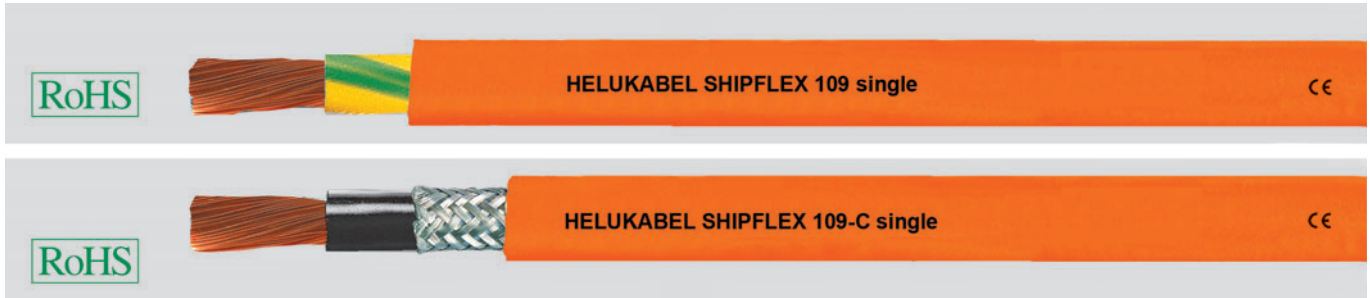 RoHS
HELUKABEL SHIPFLEX 109 single
CE
RoHS
HELUKABEL SHIPFLEX 109-C single
CE